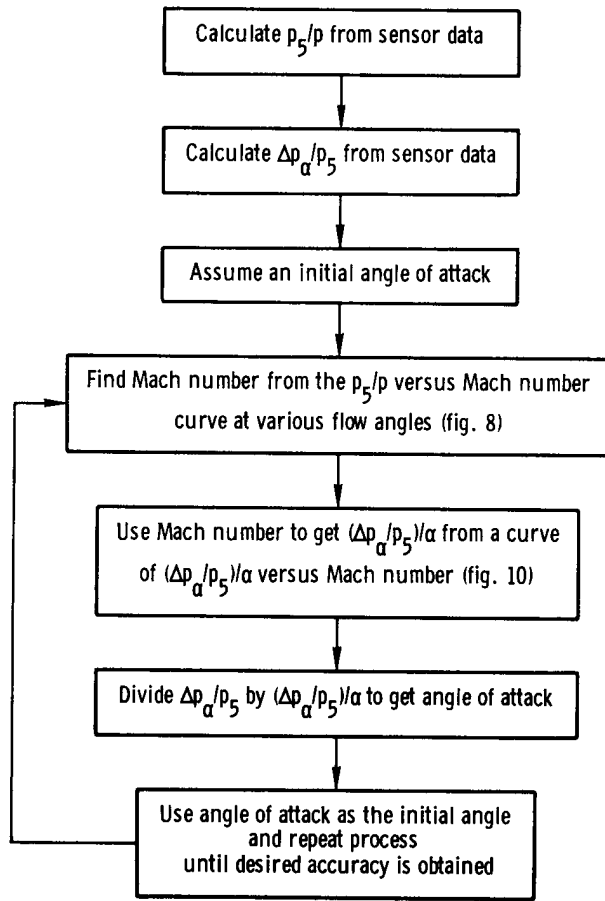 Calculate p₅/p from sensor data
Calculate Δpα/p₅ from sensor data
Assume an initial angle of attack
Find Mach number from the p₅/p versus Mach number
curve at various flow angles (fig. 8)
Use Mach number to get (Δpα/p₅)/α from a curve
of (Δpα/p₅)/α versus Mach number (fig. 10)
Divide Δpα/p₅ by (Δpα/p₅)/α to get angle of attack
Use angle of attack as the initial angle
and repeat process
until desired accuracy is obtained